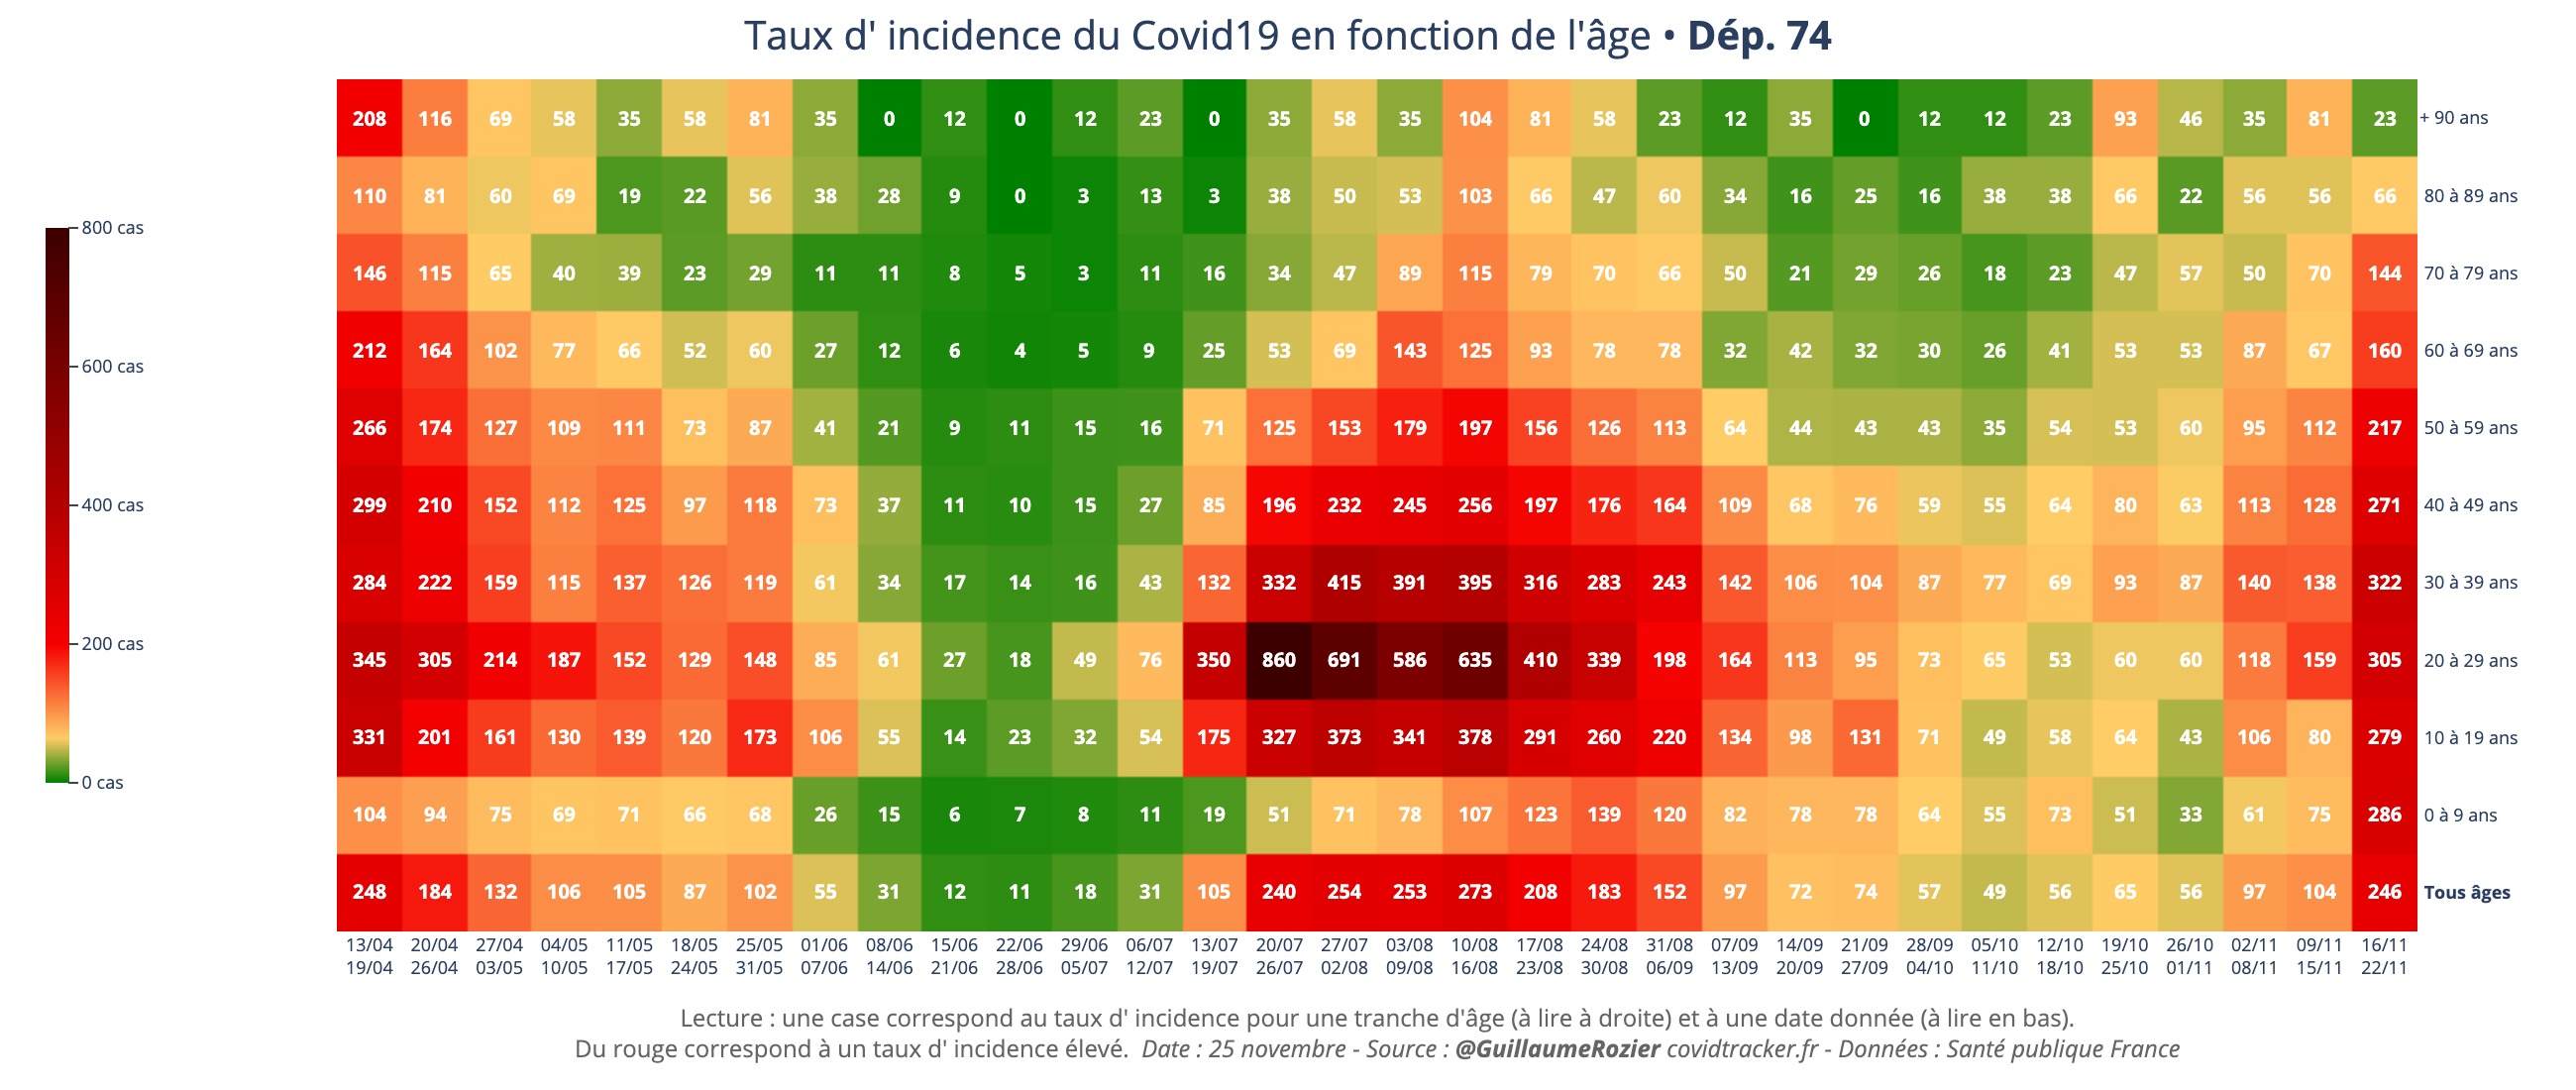 Taux d' incidence du Covid19 en fonction de l'âge • Dép. 74
208 116 69 58 35 58 81 35 0 12 0 12 23 0 35 58 35 104 81 58 23 12 35 0 12 12 23 93 46 35 81 23 + 90 ans
110 81 60 69 19 22 56 38 28 9 0 3 13 3 38 50 53 103 66 47 60 34 16 25 16 38 38 66 22 56 56 66 80 à 89 ans
800 cas
146 115 65 40 39 23 29 11 11 8 5 3 11 16 34 47 89 115 79 70 66 50 21 29 26 18 23 47 57 50 70 144 70 à 79 ans
212 164 102 77 66 52 60 27 12 6 4 5 9 25 53 69 143 125 93 78 78 32 42 32 30 26 41 53 53 87 67 160 60 à 69 ans
600 cas
266 174 127 109 111 73 87 41 21 9 11 15 16 71 125 153 179 197 156 126 113 64 44 43 43 35 54 53 60 95 112 217 50 à 59 ans
400 cas
299 210 152 112 125 97 118 73 37 11 10 15 27 85 196 232 245 256 197 176 164 109 68 76 59 55 64 80 63 113 128 271 40 à 49 ans
284 222 159 115 137 126 119 61 34 17 14 16 43 132 332 415 391 395 316 283 243 142 106 104 87 77 69 93 87 140 138 322 30 à 39 ans
200 cas
345 305 214 187 152 129 148 85 61 27 18 49 76 350 860 691 586 635 410 339 198 164 113 95 73 65 53 60 60 118 159 305 20 à 29 ans
331 201 161 130 139 120 173 106 55 14 23 32 54 175 327 373 341 378 291 260 220 134 98 131 71 49 58 64 43 106 80 279 10 à 19 ans
0 cas
104 94 75 69 71 66 68 26 15 6 7 8 11 19 51 71 78 107 123 139 120 82 78 78 64 55 73 51 33 61 75 286 0 à 9 ans
248 184 132 106 105 87 102 55 31 12 11 18 31 105 240 254 253 273 208 183 152 97 72 74 57 49 56 65 56 97 104 246 Tous âges
13/04 20/04 27/04 04/05 11/05 18/05 25/05 01/06 08/06 15/06 22/06 29/06 06/07 13/07 20/07 27/07 03/08 10/08 17/08 24/08 31/08 07/09 14/09 21/09 28/09 05/10 12/10 19/10 26/10 02/11 09/11 16/11
19/04 26/04 03/05 10/05 17/05 24/05 31/05 07/06 14/06 21/06 28/06 05/07 12/07 19/07 26/07 02/08 09/08 16/08 23/08 30/08 06/09 13/09 20/09 27/09 04/10 11/10 18/10 25/10 01/11 08/11 15/11 22/11
Lecture : une case correspond au taux d' incidence pour une tranche d'âge (à lire à droite) et à une date donnée (à lire en bas).
Du rouge correspond à un taux d' incidence élevé. Date : 25 novembre - Source : @GuillaumeRozier covidtracker.fr - Données : Santé publique France